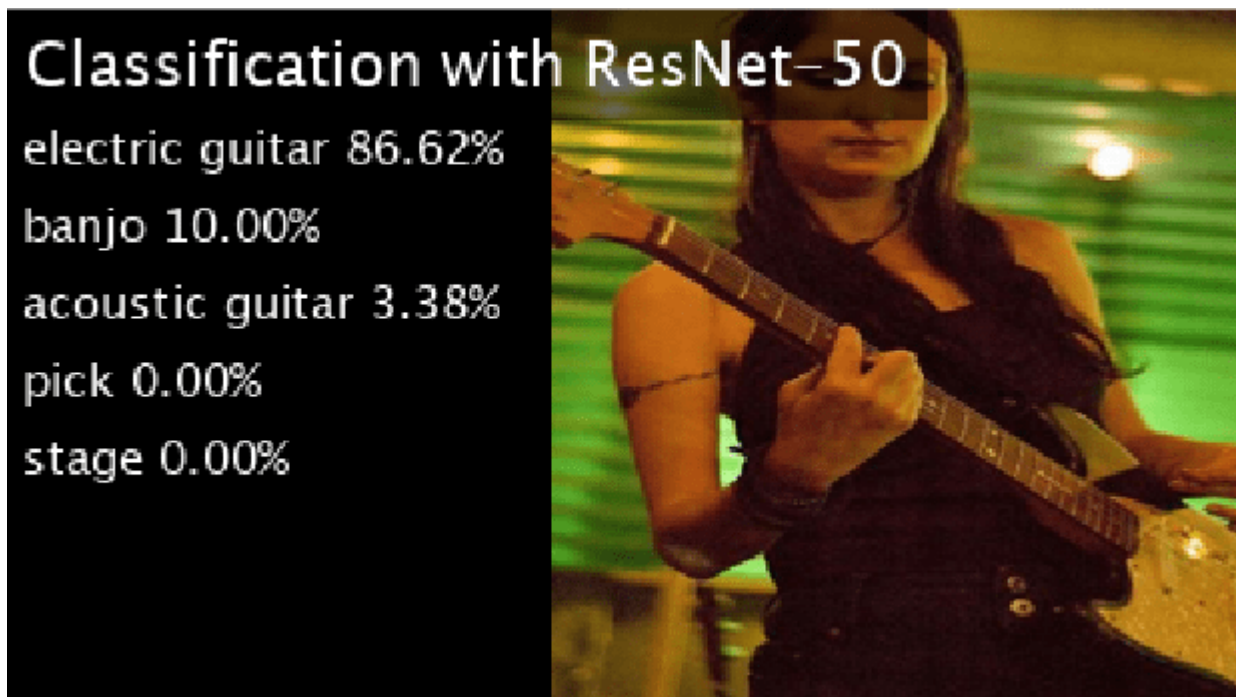 Classification with ResNet-50
electric guitar 86.62%
banjo 10.00%
acoustic guitar 3.38%
pick 0.00%
stage 0.00%